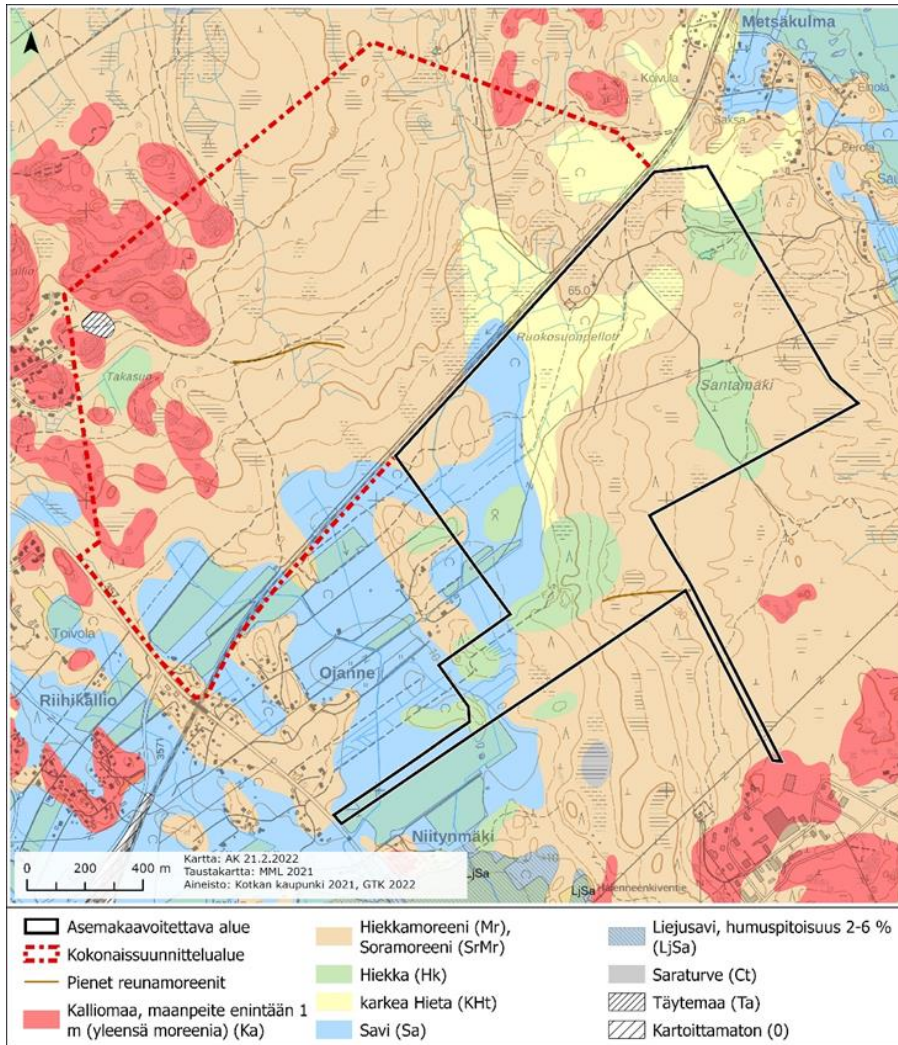 Metsäkulma
Koivula
Einola
Saksa
Eerola
65.0
Ruokosuonpellot
Takasuo
Santamäki
Toivola
Riihikallio
Ojanne
3571
Niitynmäki
LjSa
LjSa
Kartta: AK 21.2.2022
Taustakartta: MML 2021
Aineisto: Kotkan kaupunki 2021, GTK 2022
0 200 400 m
Asemakaavoitettava alue
Kokonaissuunnittelualue
Pienet reunamoreenit
Kalliomaa, maanpeite enintään 1
m (yleensä moreenia) (Ka)
Hiekkamoreeni (Mr),
Soramoreeni (SrMr)
Hiekka (Hk)
karkea Hieta (KHt)
Savi (Sa)
Liejusavi, humuspitoisuus 2-6 %
(LjSa)
Saraturve (Ct)
Täytemaa (Ta)
Kartoittamaton (0)